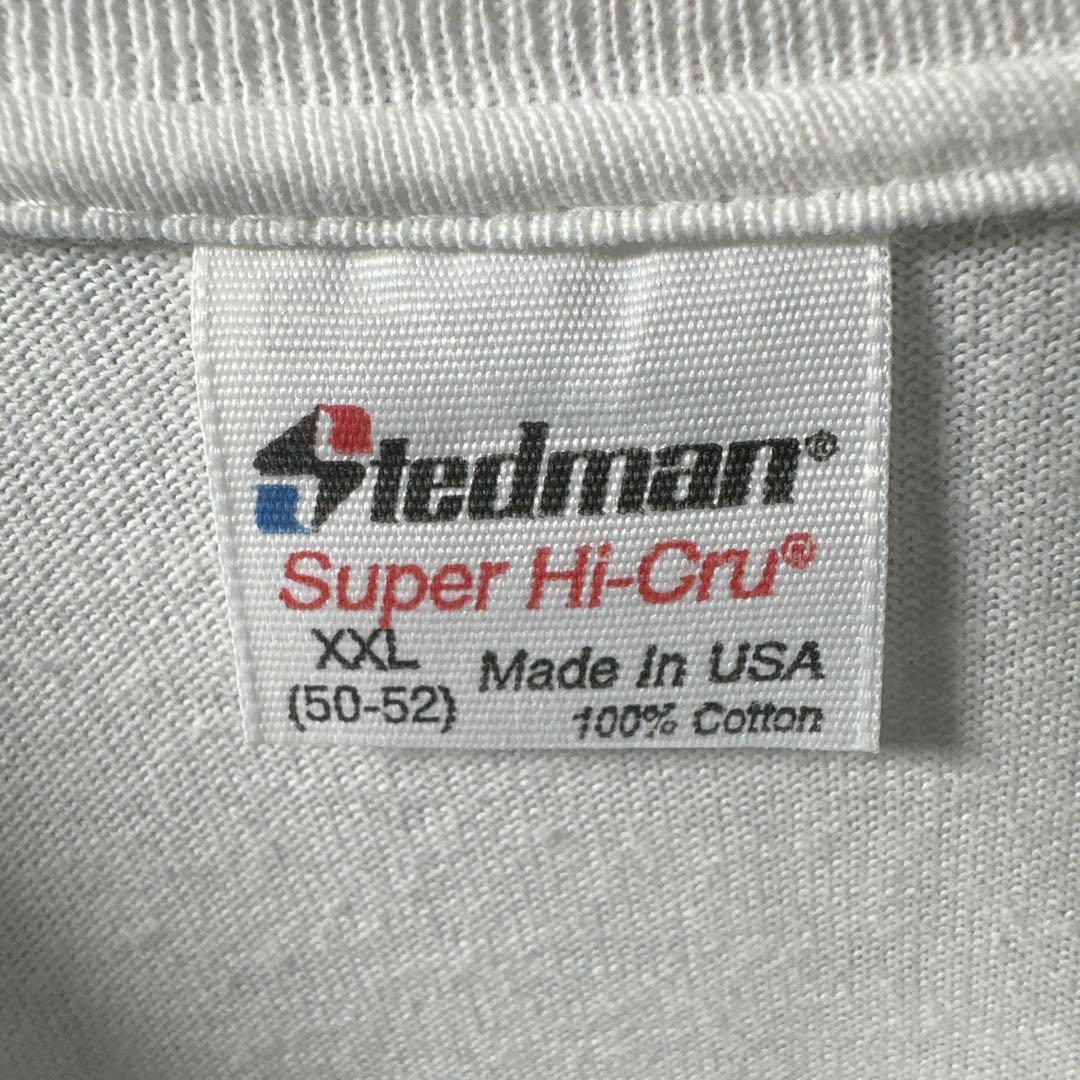 Stedman®
Super Hi-Cru®
XXL
(50-52)
Made In USA
100% Cotton